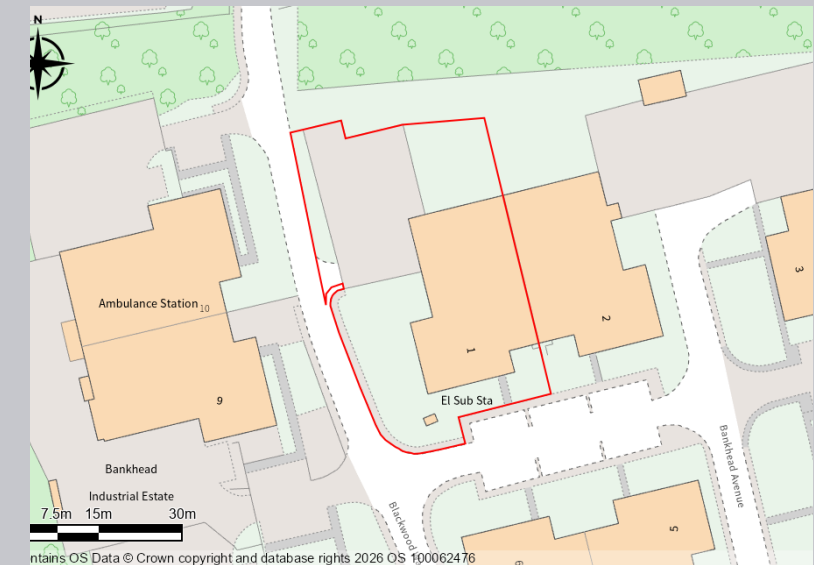 N
3
Ambulance Station
10
2
1
9
El Sub Sta
Bankhead
Industrial Estate
Bankhead Avenue
7.5m 15m 30m
Blackwood
5
ntains OS Data © Crown copyright and database rights 2026 OS 100062476